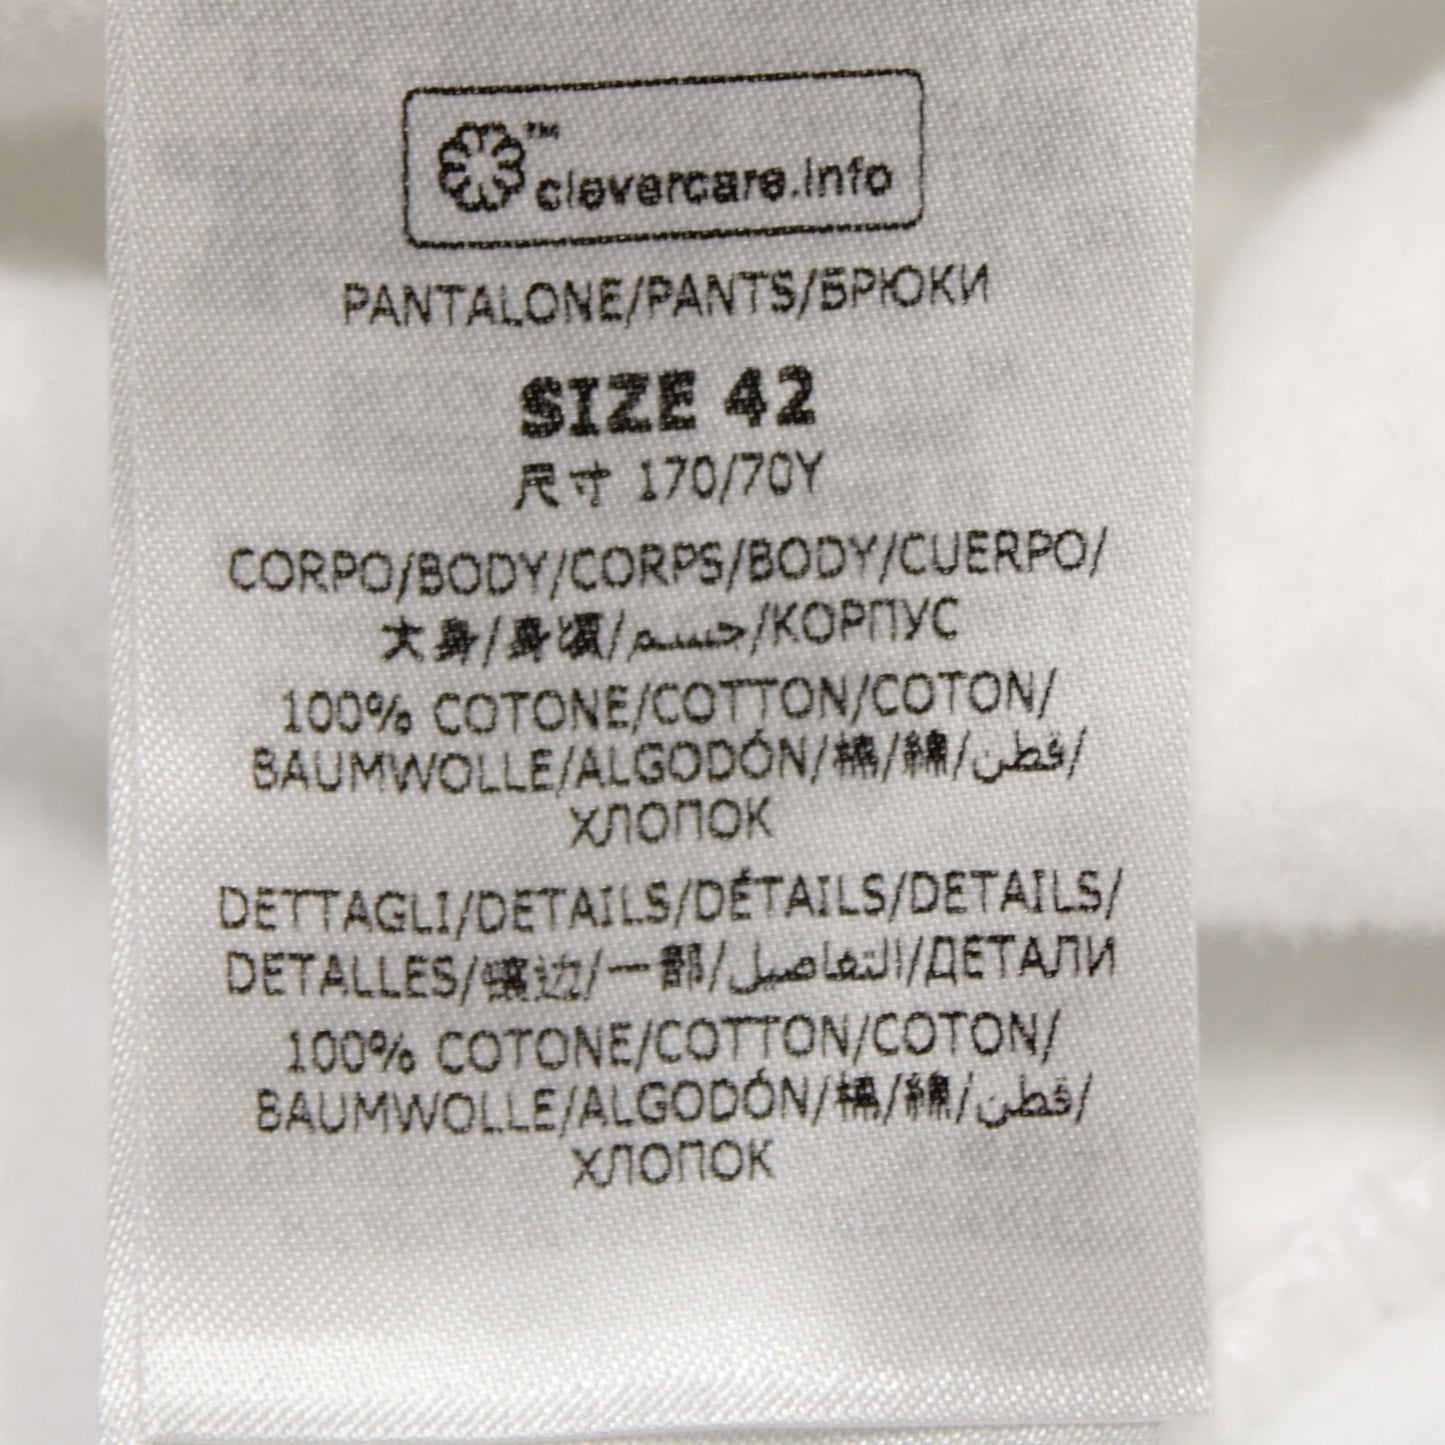 ™ clevercare.info
PANTALONE/PANTS/БРЮКИ
SIZE 42
尺寸 170/70Y
CORPO/BODY/CORPS/BODY/CUERPO/
大身/身頃/جسم/КОРПУС
100% COTONE/COTTON/COTON/
BAUMWOLLE/ALGODÓN/棉/綿/قطن/
ХЛОПОК
DETTAGLI/DETAILS/DÉTAILS/DETAILS/
DETALLES/镶边/一部/التفاصيل/ДЕТАЛИ
100% COTONE/COTTON/COTON/
BAUMWOLLE/ALGODÓN/棉/綿/قطن/
ХЛОПОК